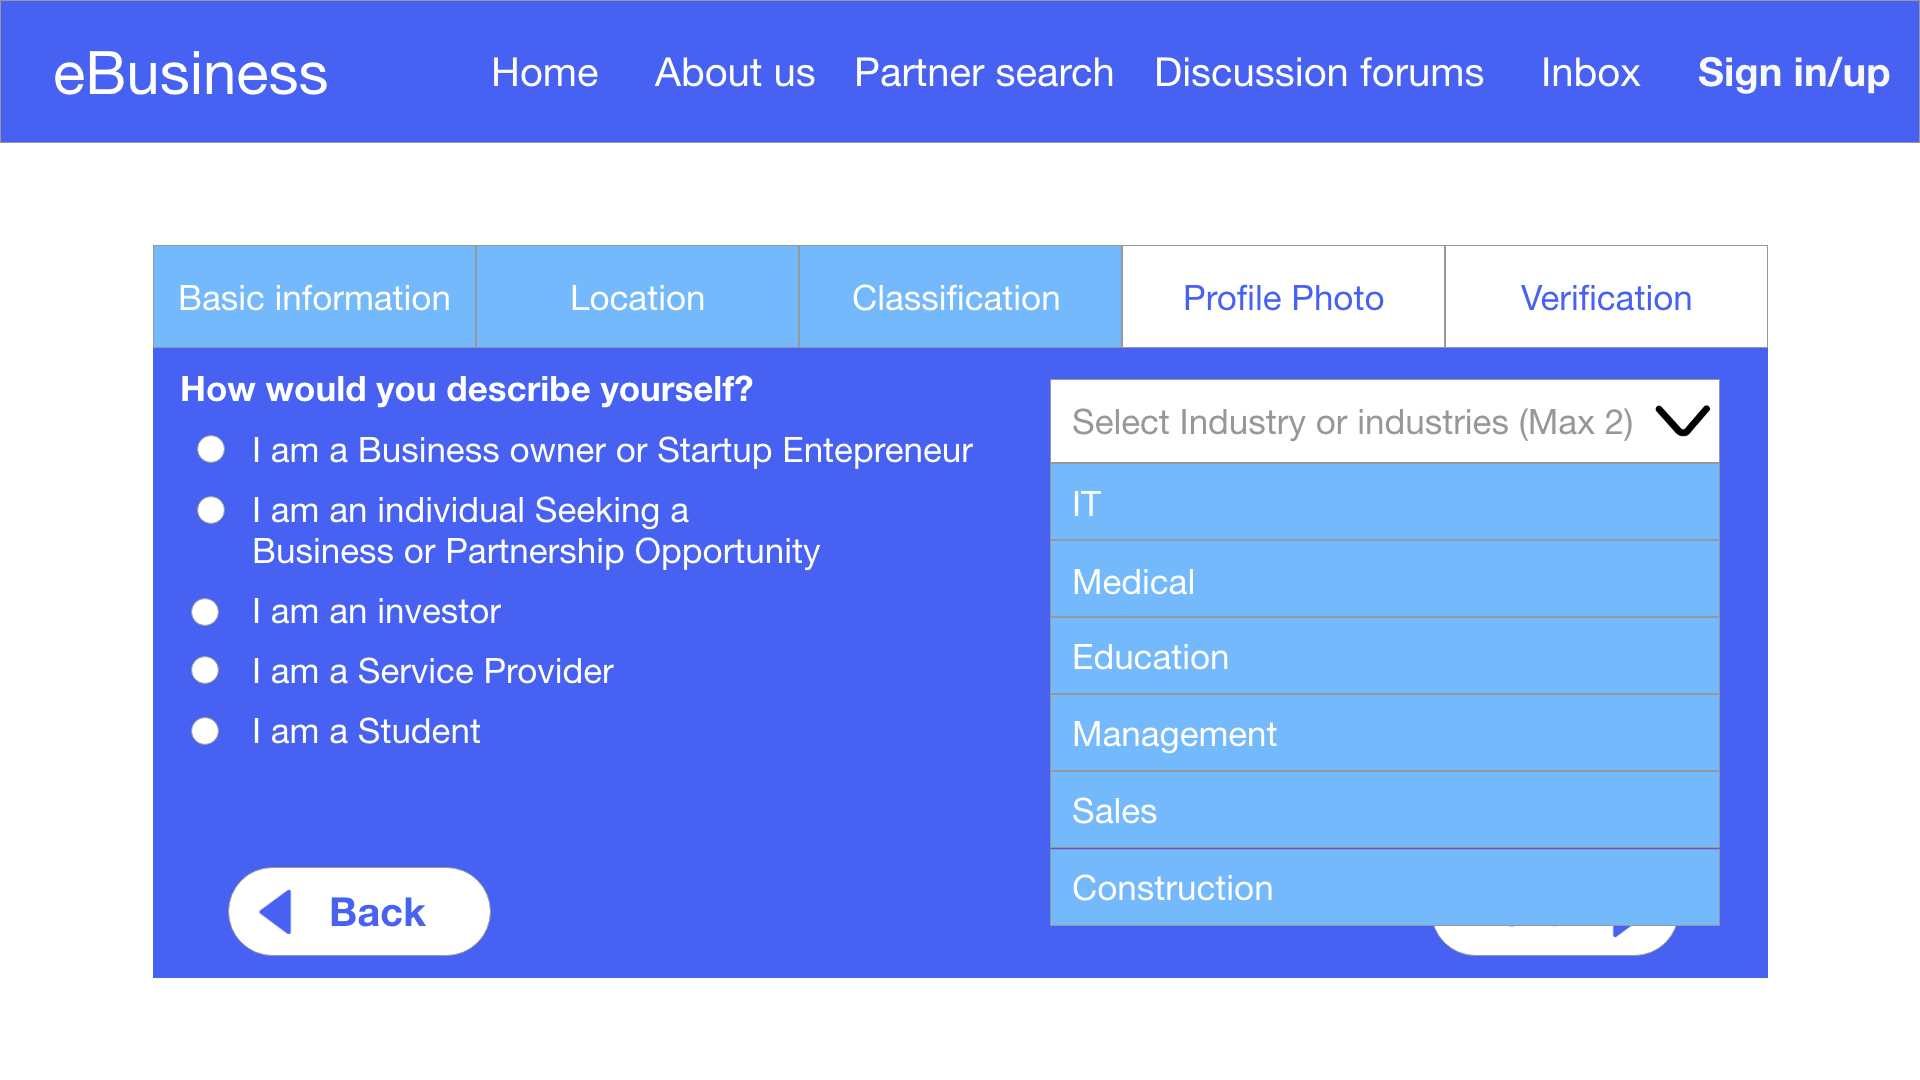 eBusiness
Home
About us
Partner search
Discussion forums
Inbox
Sign in/up
Basic information
Location
Classification
Profile Photo
Verification
How would you describe yourself?
I am a Business owner or Startup Entepreneur
I am an individual Seeking a
Business or Partnership Opportunity
I am an investor
I am a Service Provider
I am a Student
Select Industry or industries (Max 2)
IT
Medical
Education
Management
Sales
Construction
Back